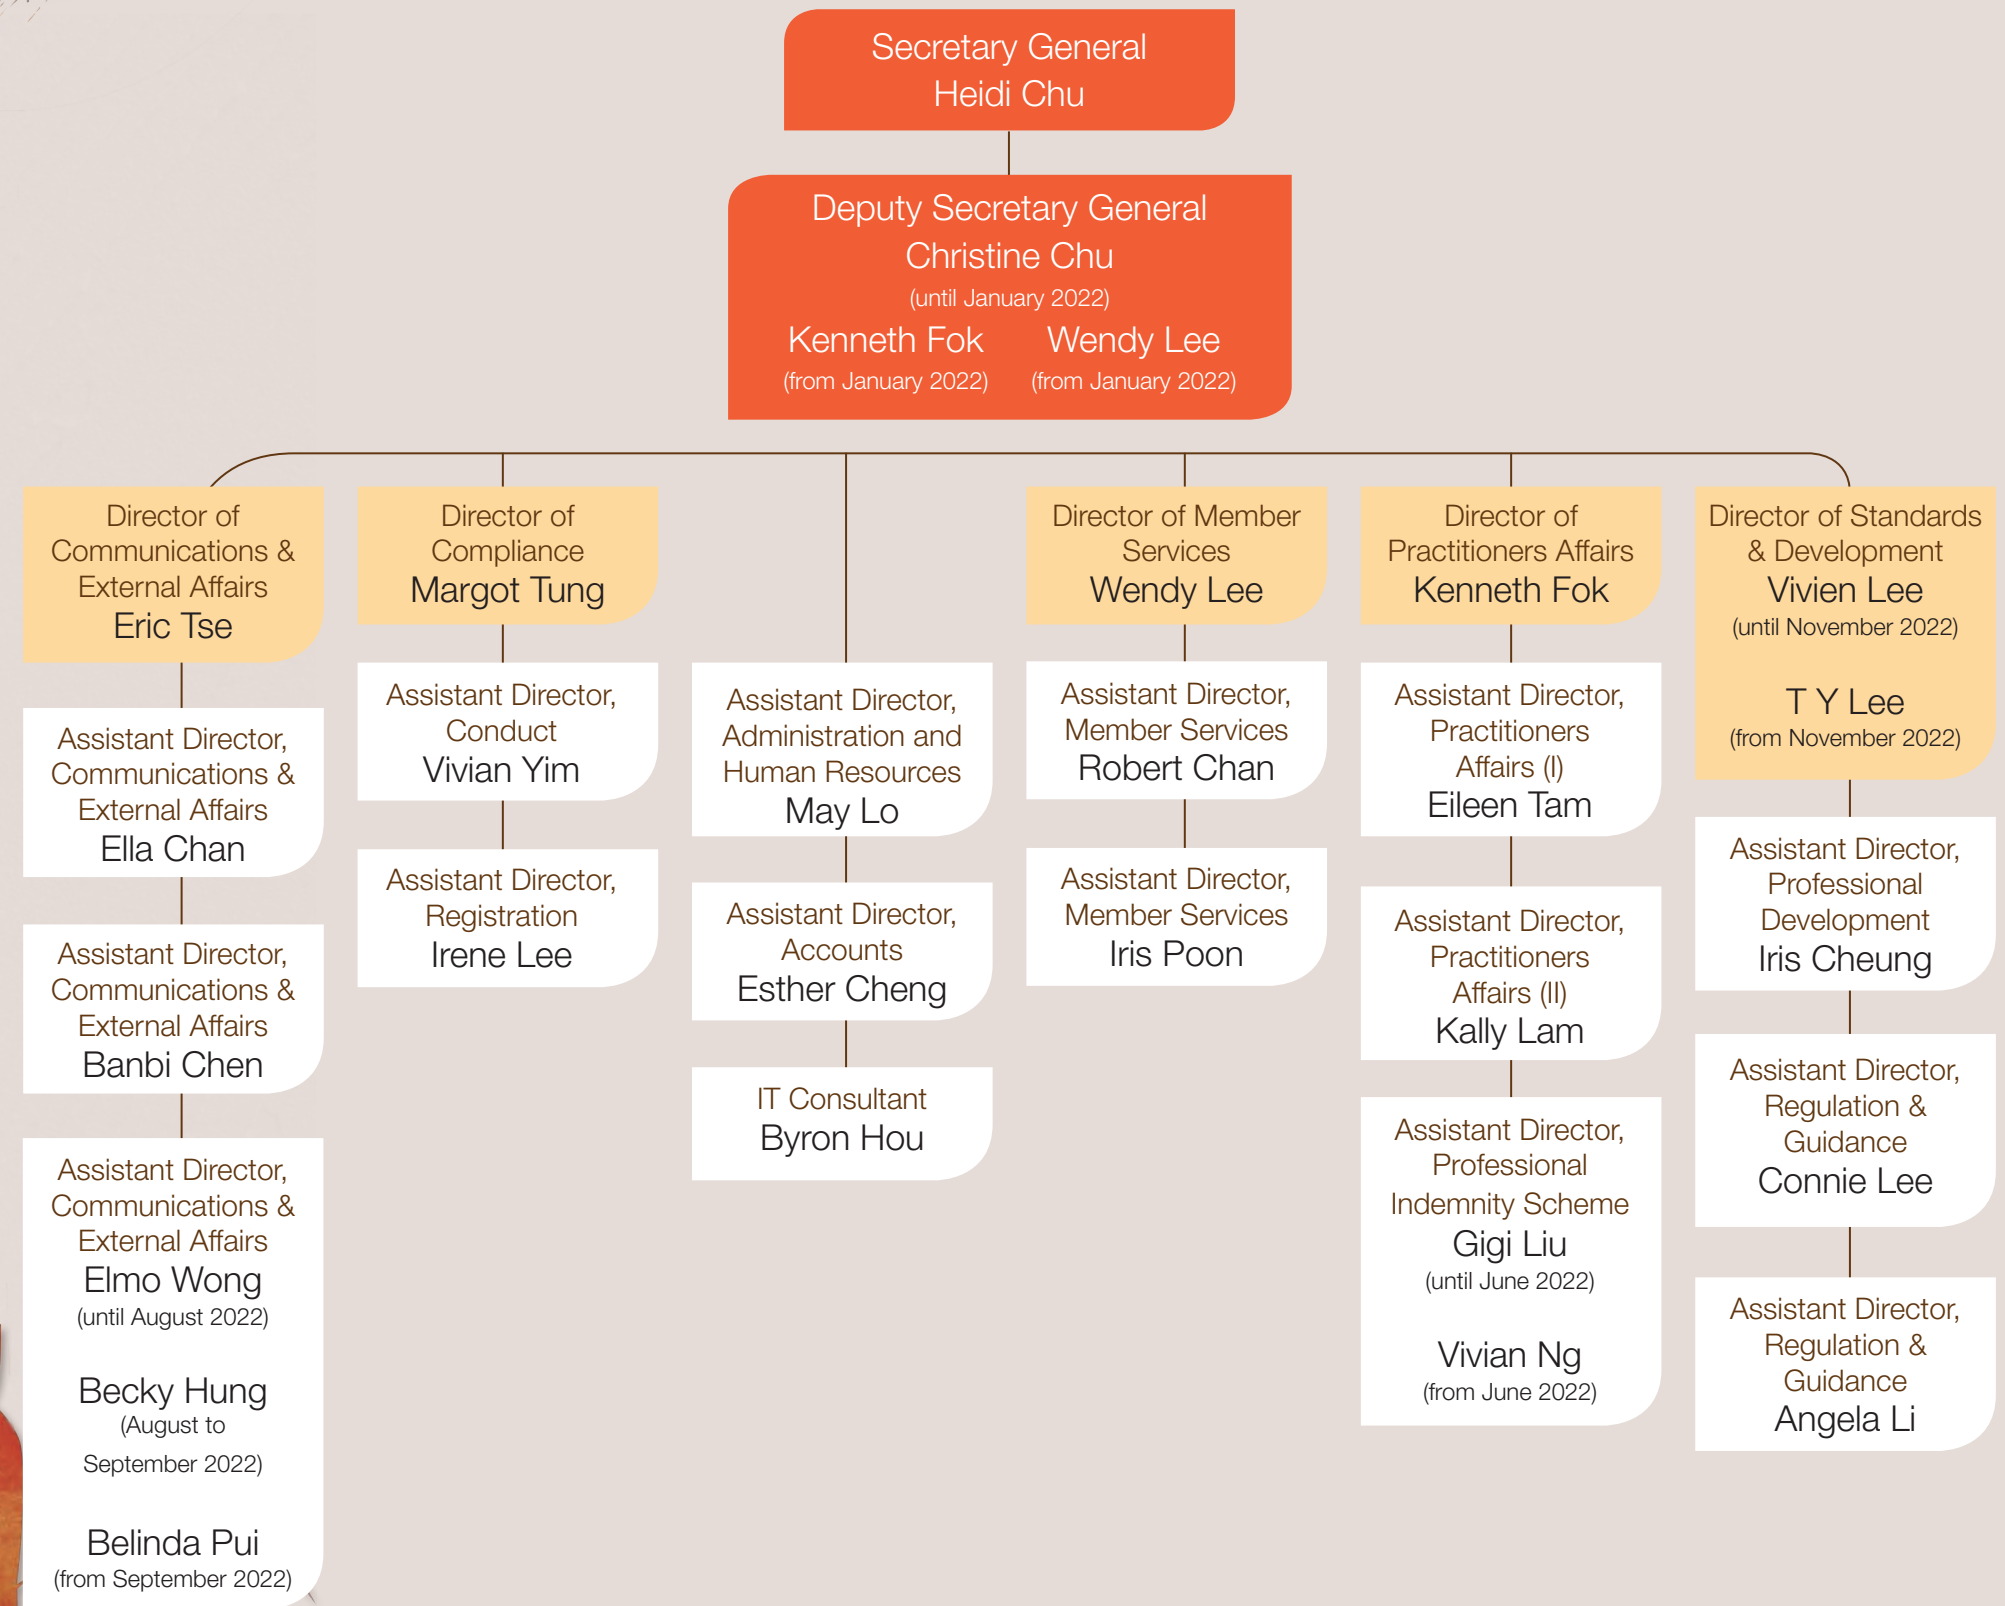 Secretary General
Heidi Chu
Deputy Secretary General
Christine Chu
(until January 2022)
Kenneth Fok
(from January 2022)
Wendy Lee
(from January 2022)
Director of
Communications &
External Affairs
Eric Tse
Assistant Director,
Communications &
External Affairs
Ella Chan
Assistant Director,
Communications &
External Affairs
Banbi Chen
Assistant Director,
Communications &
External Affairs
Elmo Wong
(until August 2022)
Becky Hung
(August to
September 2022)
Belinda Pui
(from September 2022)
Director of
Compliance
Margot Tung
Assistant Director,
Conduct
Vivian Yim
Assistant Director,
Registration
Irene Lee
Assistant Director,
Administration and
Human Resources
May Lo
Assistant Director,
Accounts
Esther Cheng
IT Consultant
Byron Hou
Director of Member
Services
Wendy Lee
Assistant Director,
Member Services
Robert Chan
Assistant Director,
Member Services
Iris Poon
Director of
Practitioners Affairs
Kenneth Fok
Assistant Director,
Practitioners
Affairs (I)
Eileen Tam
Assistant Director,
Practitioners
Affairs (II)
Kally Lam
Assistant Director,
Professional
Indemnity Scheme
Gigi Liu
(until June 2022)
Vivian Ng
(from June 2022)
Director of Standards
& Development
Vivien Lee
(until November 2022)
T Y Lee
(from November 2022)
Assistant Director,
Professional
Development
Iris Cheung
Assistant Director,
Regulation &
Guidance
Connie Lee
Assistant Director,
Regulation &
Guidance
Angela Li